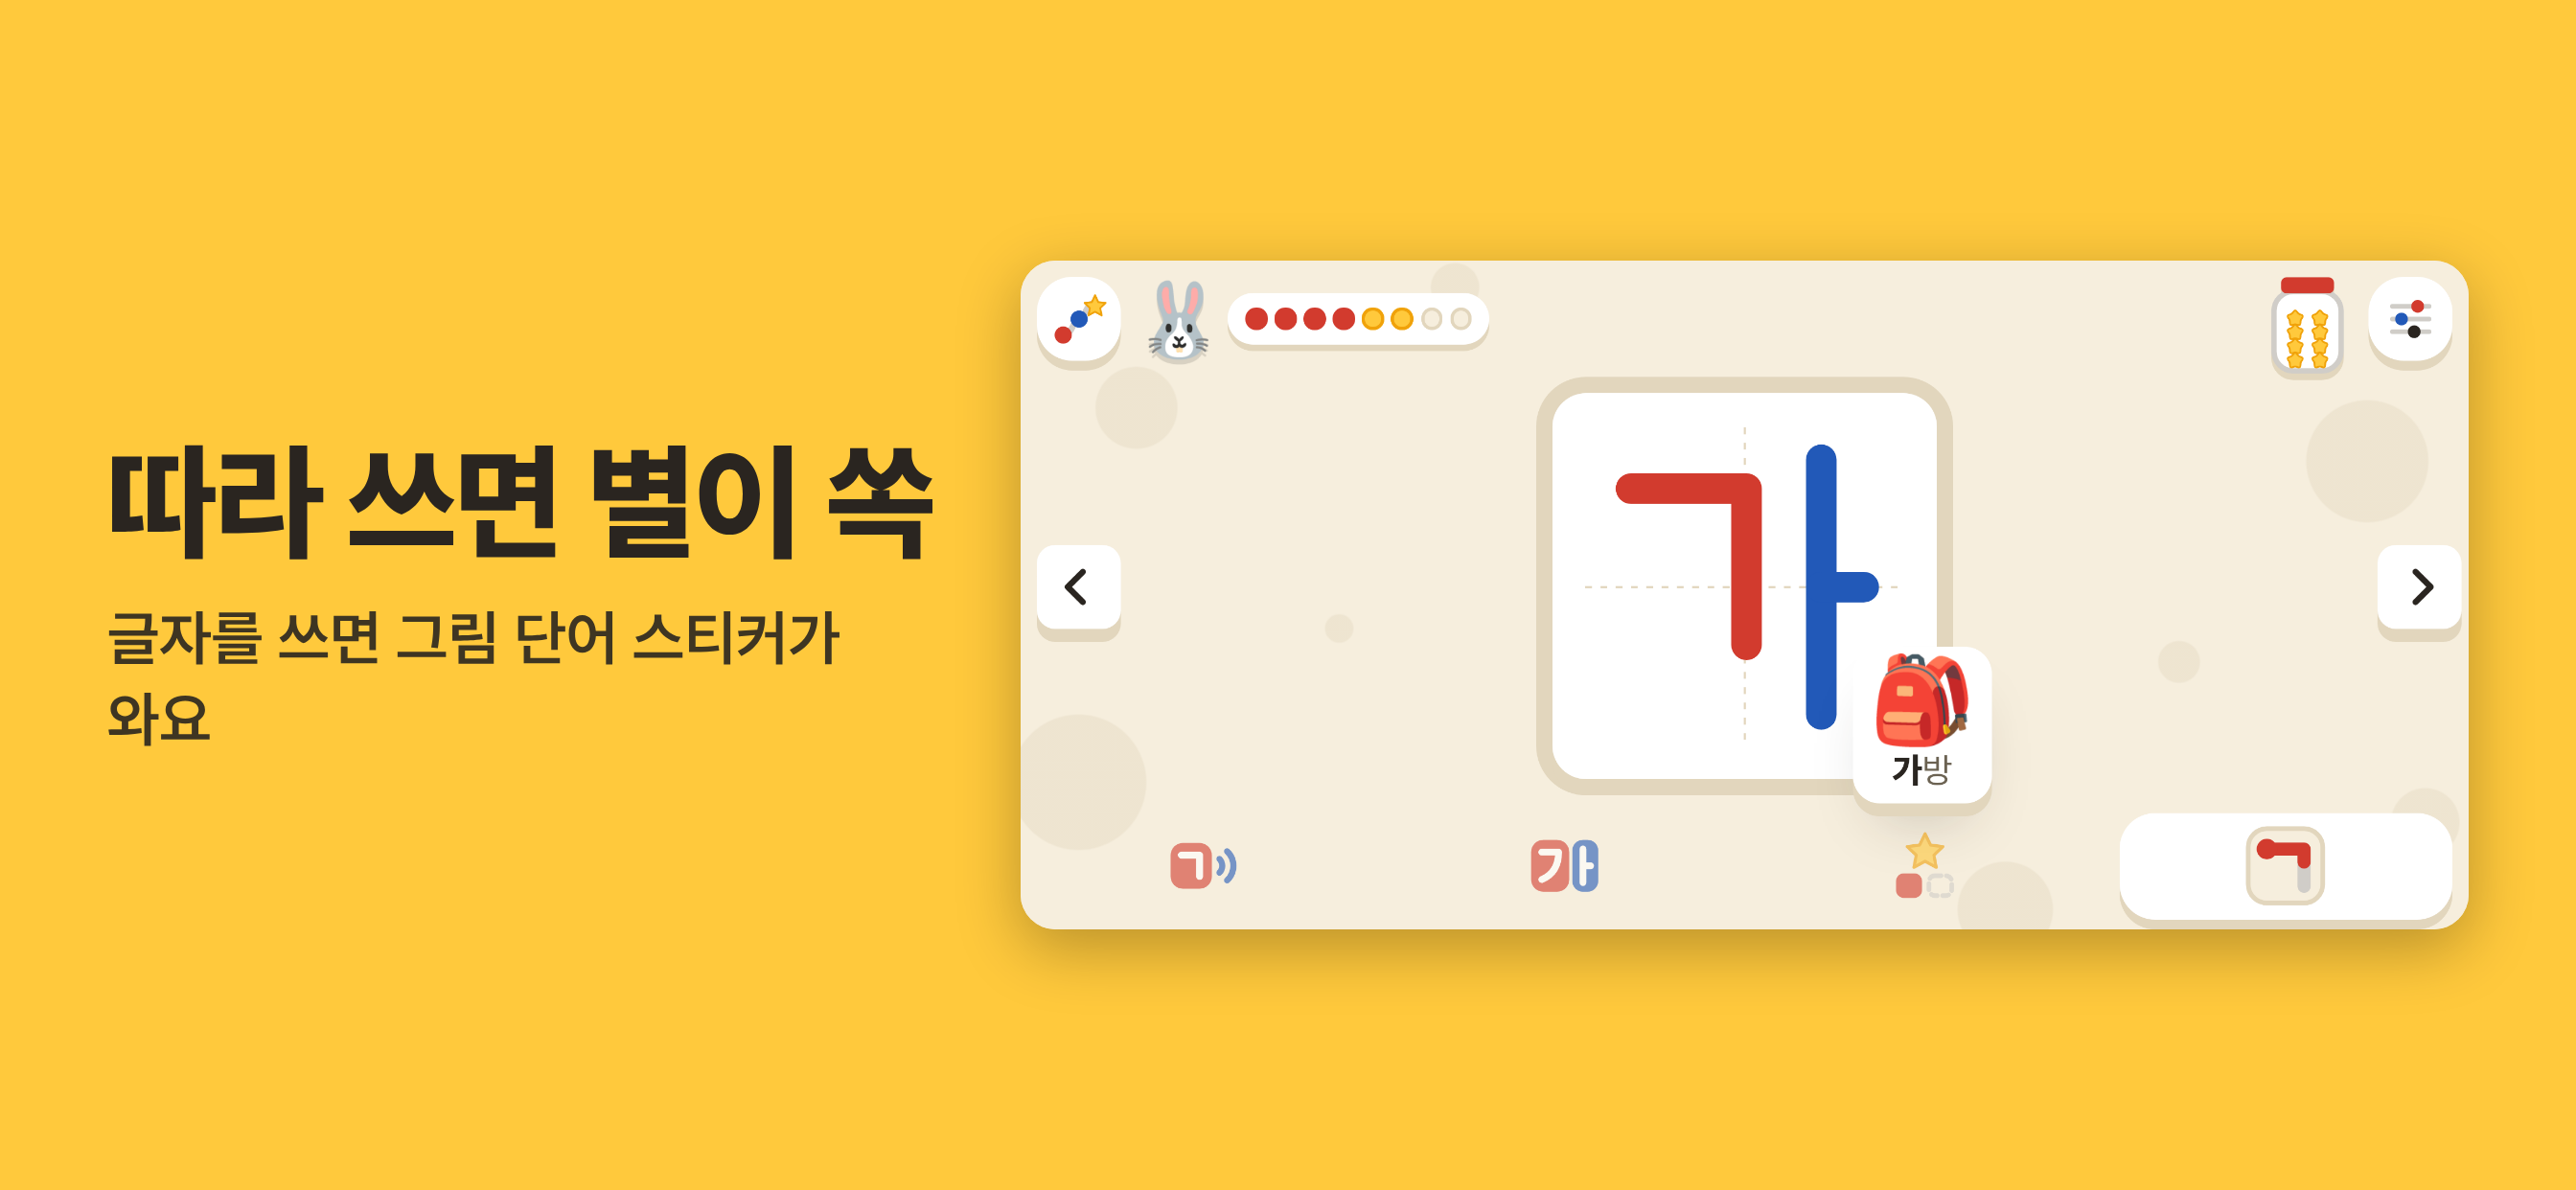 따라 쓰면 별이 쏙
글자를 쓰면 그림 단어 스티커가
와요
가
가방
ㄱ
가
ㄱ